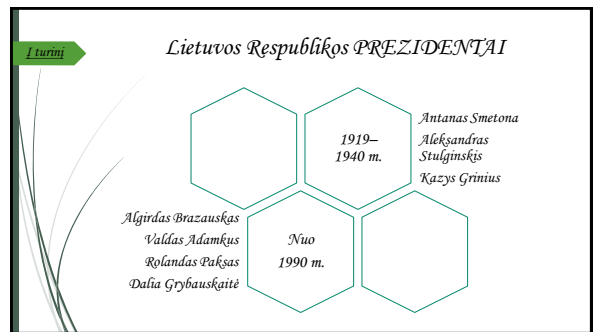 Į turinį
Lietuvos Respublikos PREZIDENTAI
1919–
1940 m.
Antanas Smetona
Aleksandras
Stulginskis
Kazys Grinius
Algirdas Brazauskas
Valdas Adamkus
Rolandas Paksas
Dalia Grybauskaitė
Nuo
1990 m.